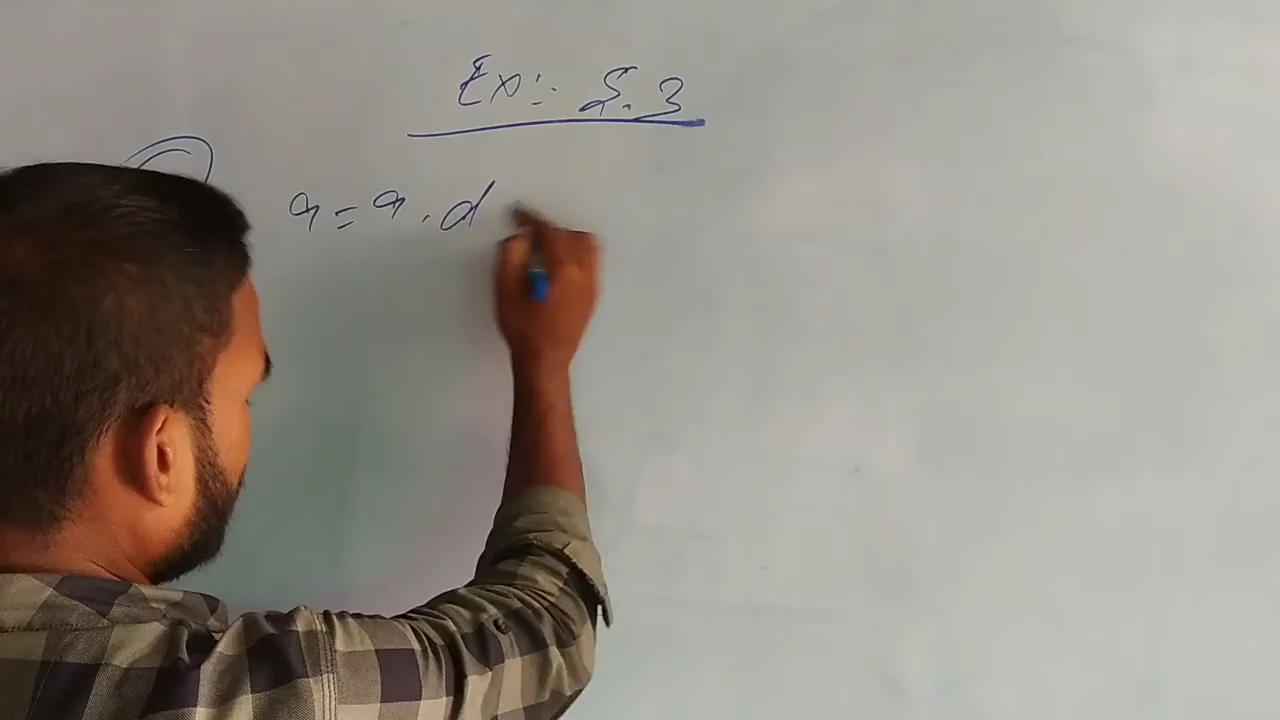 Ex:- 5.3
a = 9, d